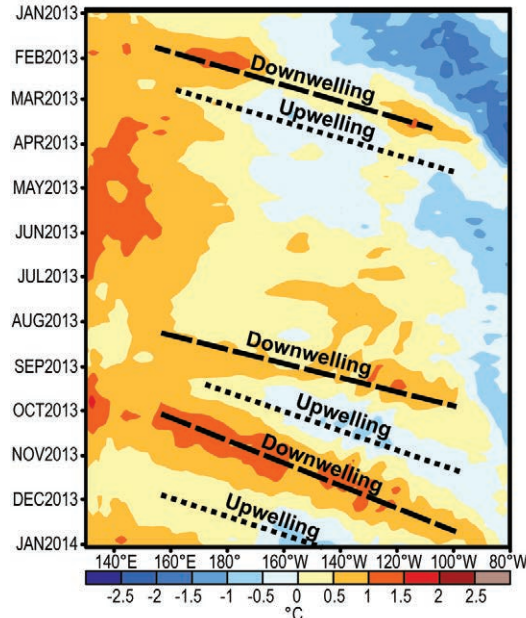 JAN2013
FEB2013
MAR2013
APR2013
MAY2013
JUN2013
JUL2013
AUG2013
SEP2013
OCT2013
NOV2013
DEC2013
JAN2014
Downwelling
Upwelling
Downwelling
Upwelling
Downwelling
Upwelling
140°E 160°E 180° 160°W 140°W 120°W 100°W 80°W
-2.5 -2 -1.5 -1 -0.5 0 0.5 1 1.5 2 2.5
°C